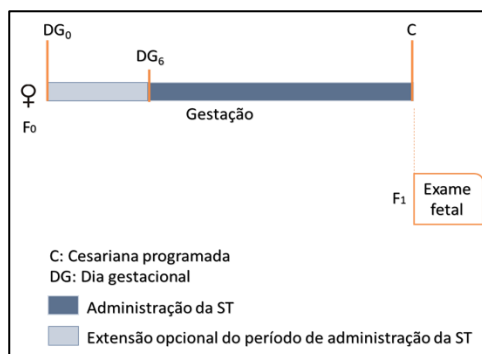 DG₀
C
DG₆
♀
F₀
Gestação
F₁
Exame
fetal
C: Cesariana programada
DG: Dia gestacional
Administração da ST
Extensão opcional do período de administração da ST